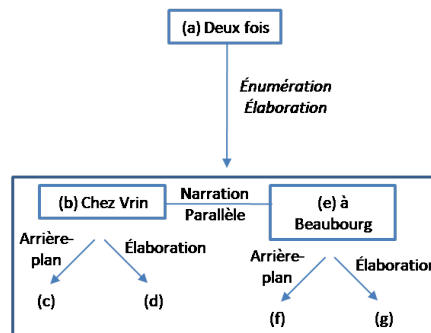 (a) Deux fois
Énumération
Élaboration
(b) Chez Vrin
Narration
Parallèle
(e) à
Beaubourg
Arrière-
plan
Élaboration
(c)
(d)
Arrière-
plan
Élaboration
(f)
(g)